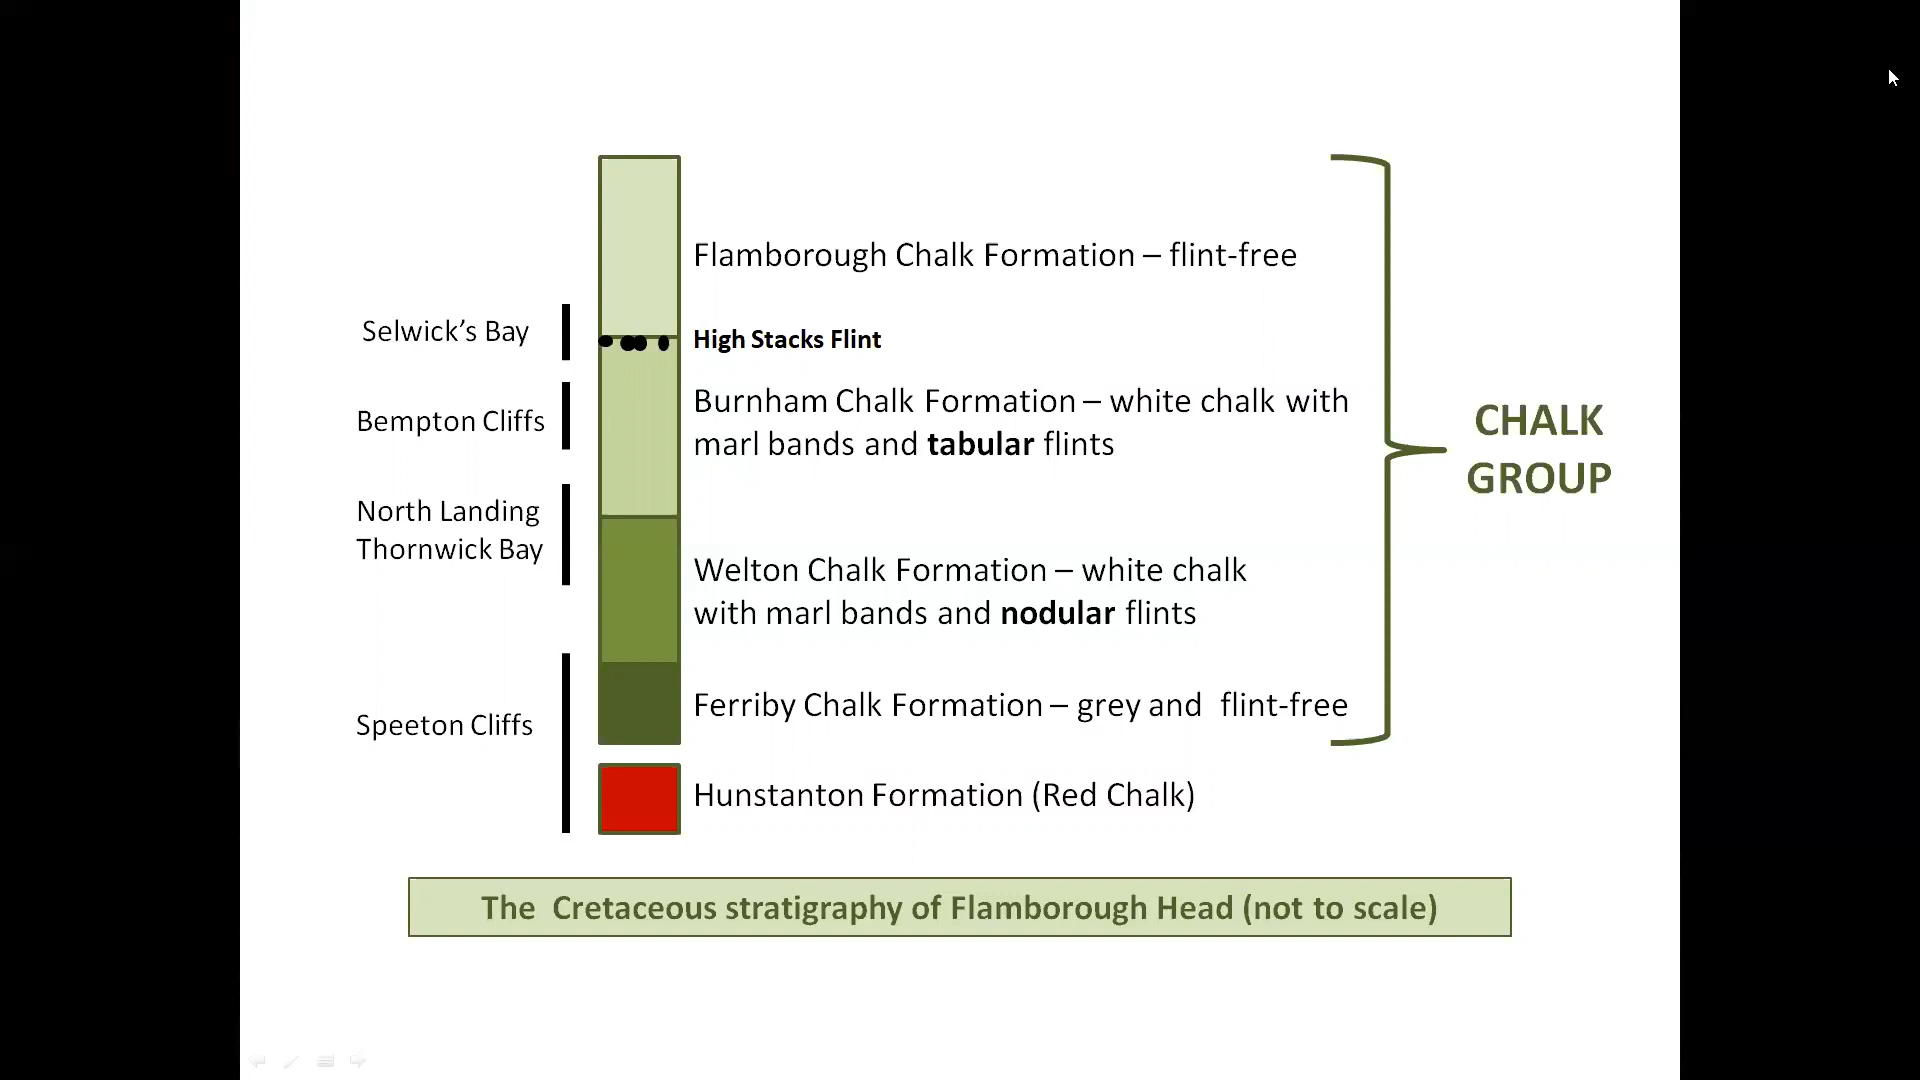 Flamborough Chalk Formation – flint-free
Selwick’s Bay
High Stacks Flint
Bempton Cliffs
Burnham Chalk Formation – white chalk with
marl bands and tabular flints
CHALK
GROUP
North Landing
Thornwick Bay
Welton Chalk Formation – white chalk
with marl bands and nodular flints
Speeton Cliffs
Ferriby Chalk Formation – grey and  flint-free
Hunstanton Formation (Red Chalk)
The  Cretaceous stratigraphy of Flamborough Head (not to scale)